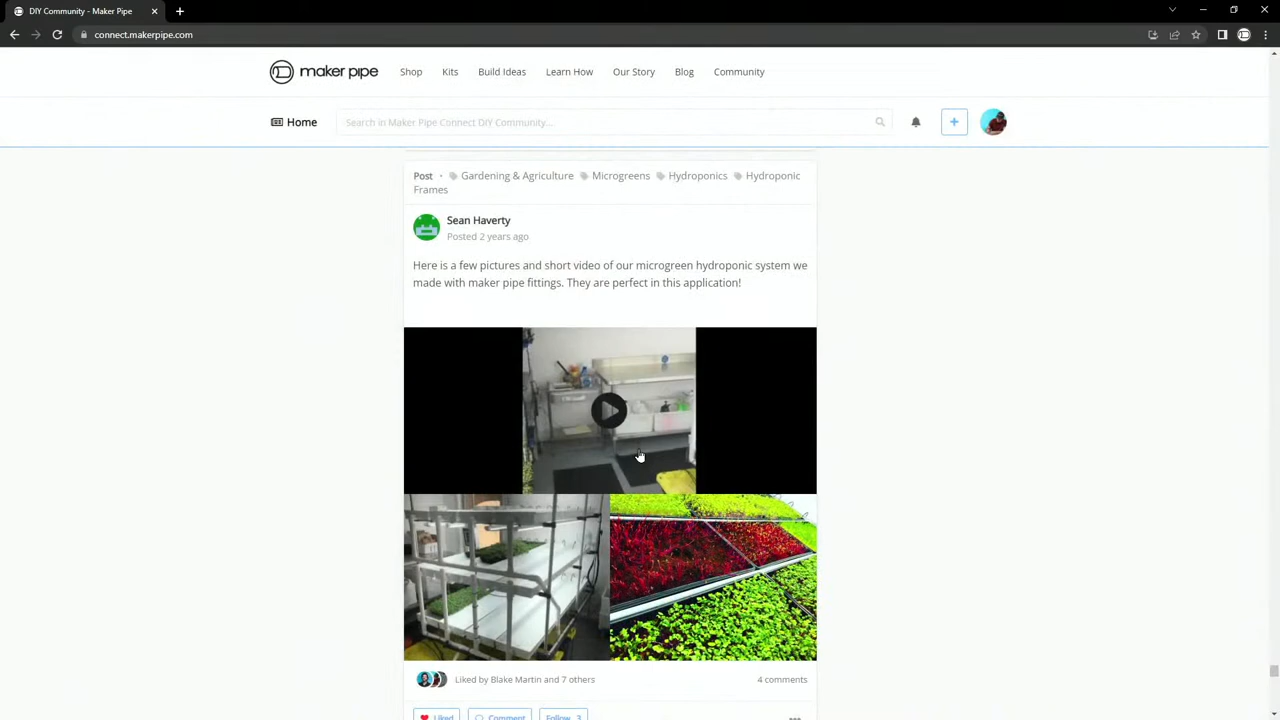 DIY Community - Maker Pipe
connect.makerpipe.com
maker pipe Shop Kits Build Ideas Learn How Our Story Blog Community
Home Search in Maker Pipe Connect DIY Community...
Post · Gardening & Agriculture Microgreens Hydroponics Hydroponic
Frames
Sean Haverty
Posted 2 years ago
Here is a few pictures and short video of our microgreen hydroponic system we
made with maker pipe fittings. They are perfect in this application!
Liked by Blake Martin and 7 others 4 comments
Liked Comment Follow 3